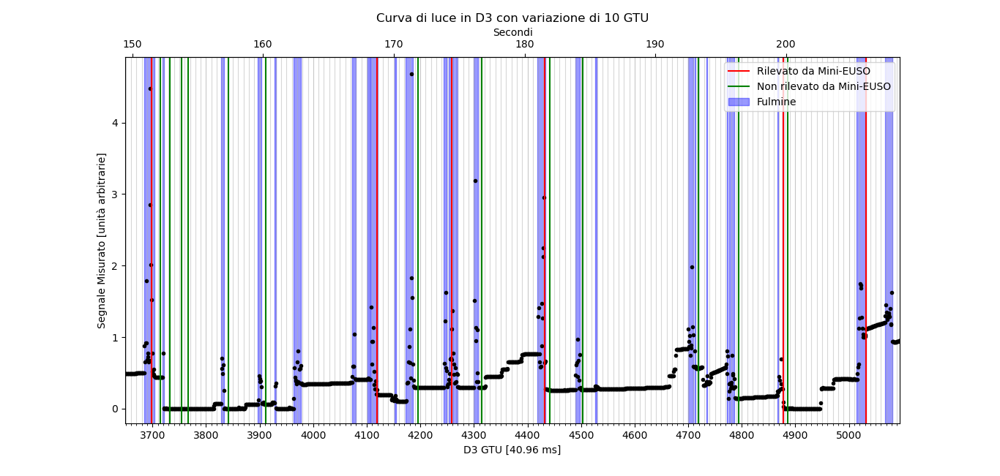 Curva di luce in D3 con variazione di 10 GTU
Secondi
150 160 170 180 190 200
Rilevato da Mini-EUSO
Non rilevato da Mini-EUSO
Fulmine
Segnale Misurato [unità arbitrarie]
4
3
2
1
0
3700 3800 3900 4000 4100 4200 4300 4400 4500 4600 4700 4800 4900 5000
D3 GTU [40.96 ms]